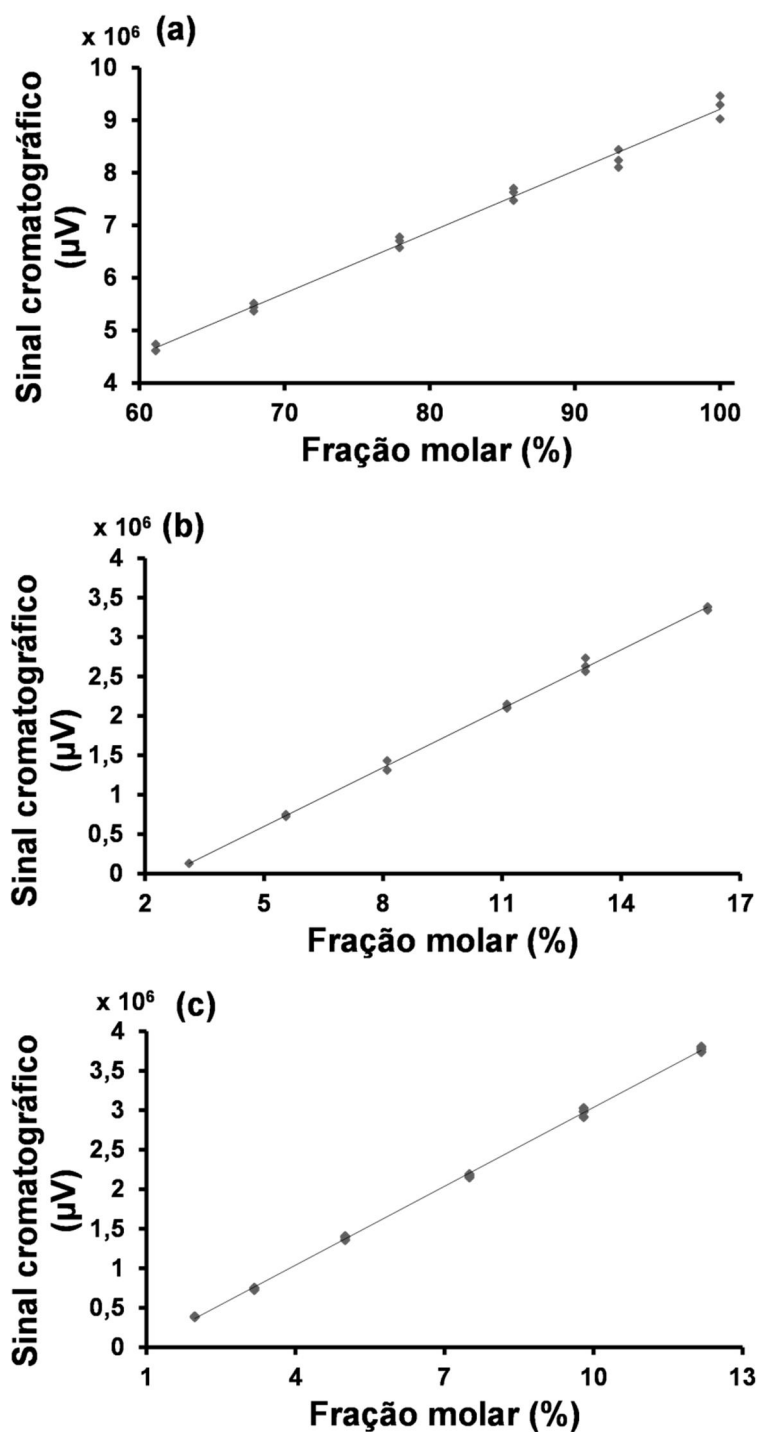 x 10⁶ (a)
10
9
8
7
6
5
4
Sinal cromatográfico
(µV)
60 70 80 90 100
Fração molar (%)
x 10⁶ (b)
4
3,5
3
2,5
2
1,5
1
0,5
0
Sinal cromatográfico
(µV)
2 5 8 11 14 17
Fração molar (%)
x 10⁶ (c)
4
3,5
3
2,5
2
1,5
1
0,5
0
Sinal cromatográfico
(µV)
1 4 7 10 13
Fração molar (%)